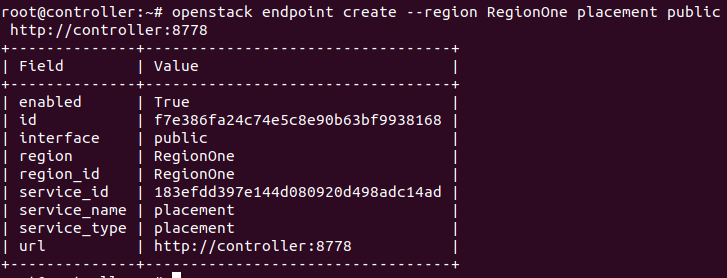 root@controller:~# openstack endpoint create --region RegionOne placement public
 http://controller:8778
+--------------+----------------------------------+
| Field        | Value                            |
+--------------+----------------------------------+
| enabled      | True                             |
| id           | f7e386fa24c74e5c8e90b63bf9938168 |
| interface    | public                           |
| region       | RegionOne                        |
| region_id    | RegionOne                        |
| service_id   | 183efdd397e144d080920d498adc14ad |
| service_name | placement                        |
| service_type | placement                        |
| url          | http://controller:8778           |
+--------------+----------------------------------+